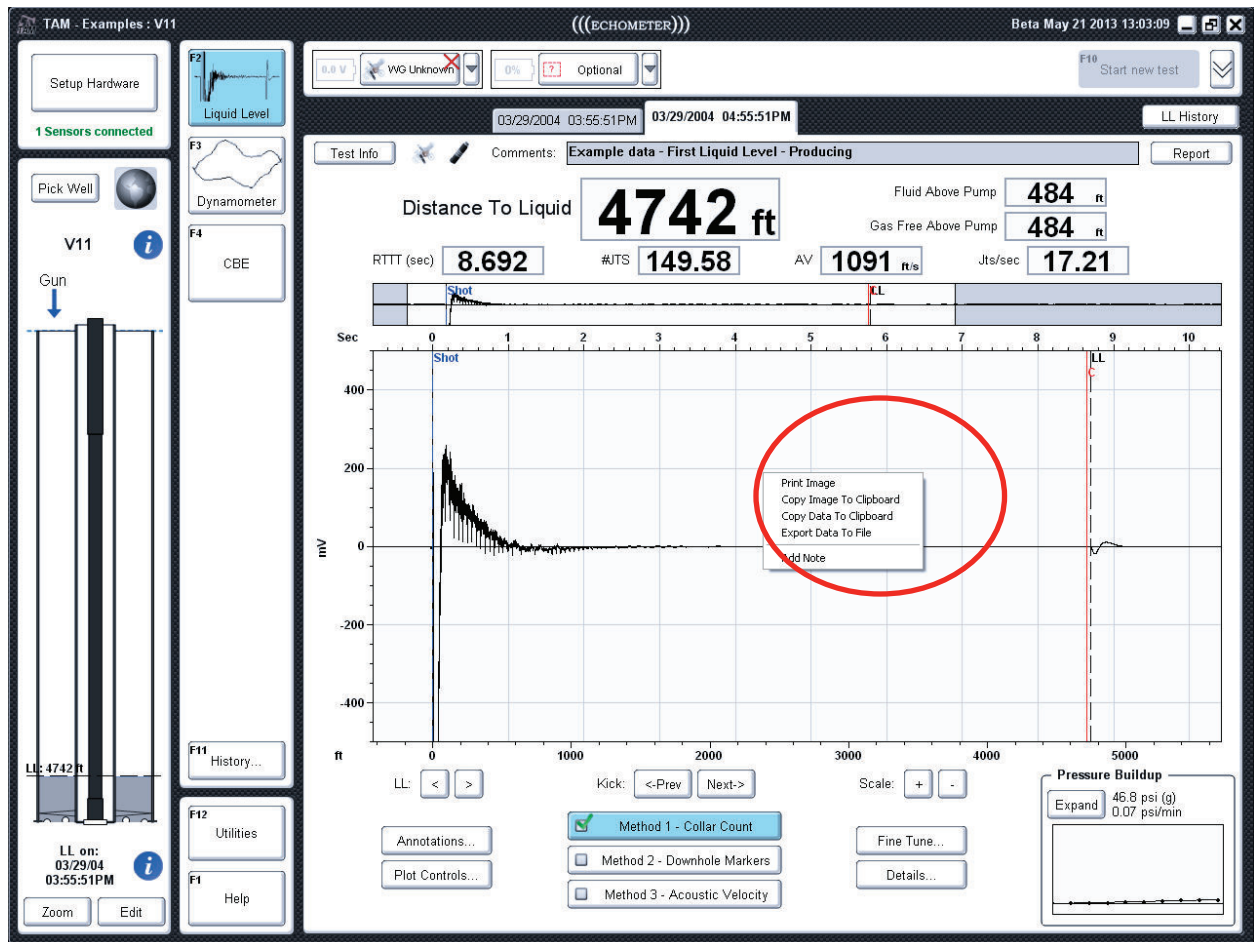 TAM - Examples : V11
(((ECHOMETER)))
Beta May 21 2013 13:03:09
Setup Hardware
1 Sensors connected
Pick Well
V11
Gun
LL: 4742 ft
LL on:
03/29/04
03:55:51PM
Zoom
Edit
F2
Liquid Level
F3
Dynamometer
F4
CBE
F11
History...
F12
Utilities
F1
Help
0.0 V
WG Unknown
0%
?
Optional
F10
Start new test
03/29/2004 03:55:51PM
03/29/2004 04:55:51PM
LL History
Test Info
Comments:
Example data - First Liquid Level - Producing
Report
Distance To Liquid
4742 ft
Fluid Above Pump
484 ft
Gas Free Above Pump
484 ft
RTTT (sec)
8.692
#JTS
149.58
AV
1091 ft/s
Jts/sec
17.21
Shot
LL
Sec
0 1 2 3 4 5 6 7 8 9 10
Shot
LL
C
400
200
0
-200
-400
mV
Print Image
Copy Image To Clipboard
Copy Data To Clipboard
Export Data To File
Add Note
ft
0 1000 2000 3000 4000 5000
LL:
<
>
Kick:
<-Prev
Next->
Scale:
+
-
Annotations...
Plot Controls...
Method 1 - Collar Count
Method 2 - Downhole Markers
Method 3 - Acoustic Velocity
Fine Tune...
Details...
Pressure Buildup
Expand
46.8 psi (g)
0.07 psi/min